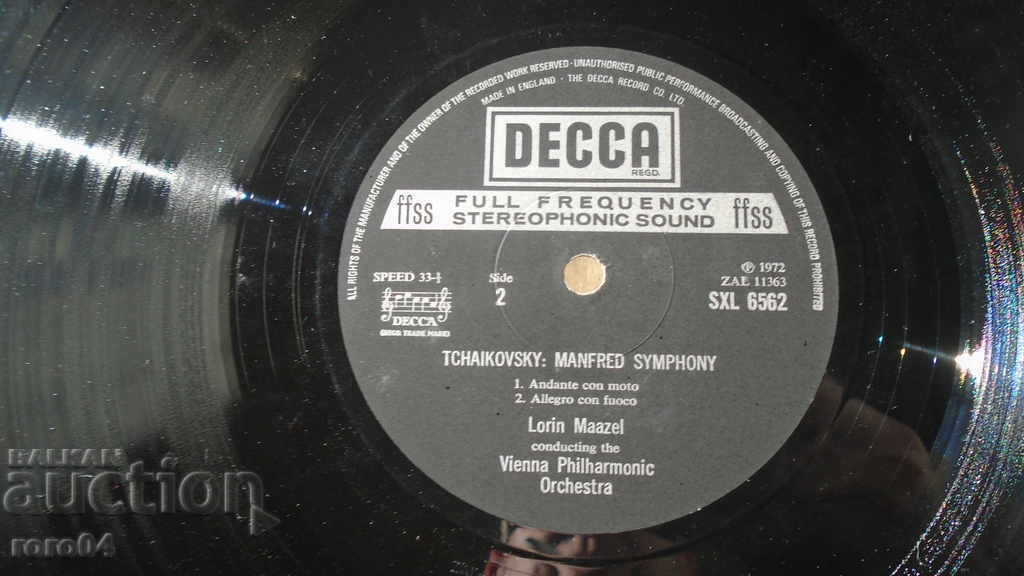 ALL RIGHTS OF THE MANUFACTURER AND OF THE OWNER OF THE RECORDED WORK RESERVED · UNAUTHORISED PUBLIC PERFORMANCE BROADCASTING AND COPYING OF THIS RECORD PROHIBITED
MADE IN ENGLAND · THE DECCA RECORD CO. LTD.
DECCA
REGD.
ffss FULL FREQUENCY STEREOPHONIC SOUND ffss
SPEED 33-⅓
DECCA
(REGD TRADE MARK)
Side
2
℗ 1972
ZAL 11363
SXL 6562
TCHAIKOVSKY: MANFRED SYMPHONY
1. Andante con moto
2. Allegro con fuoco
Lorin Maazel
conducting the
Vienna Philharmonic
Orchestra
BALKAN
auction
roro04